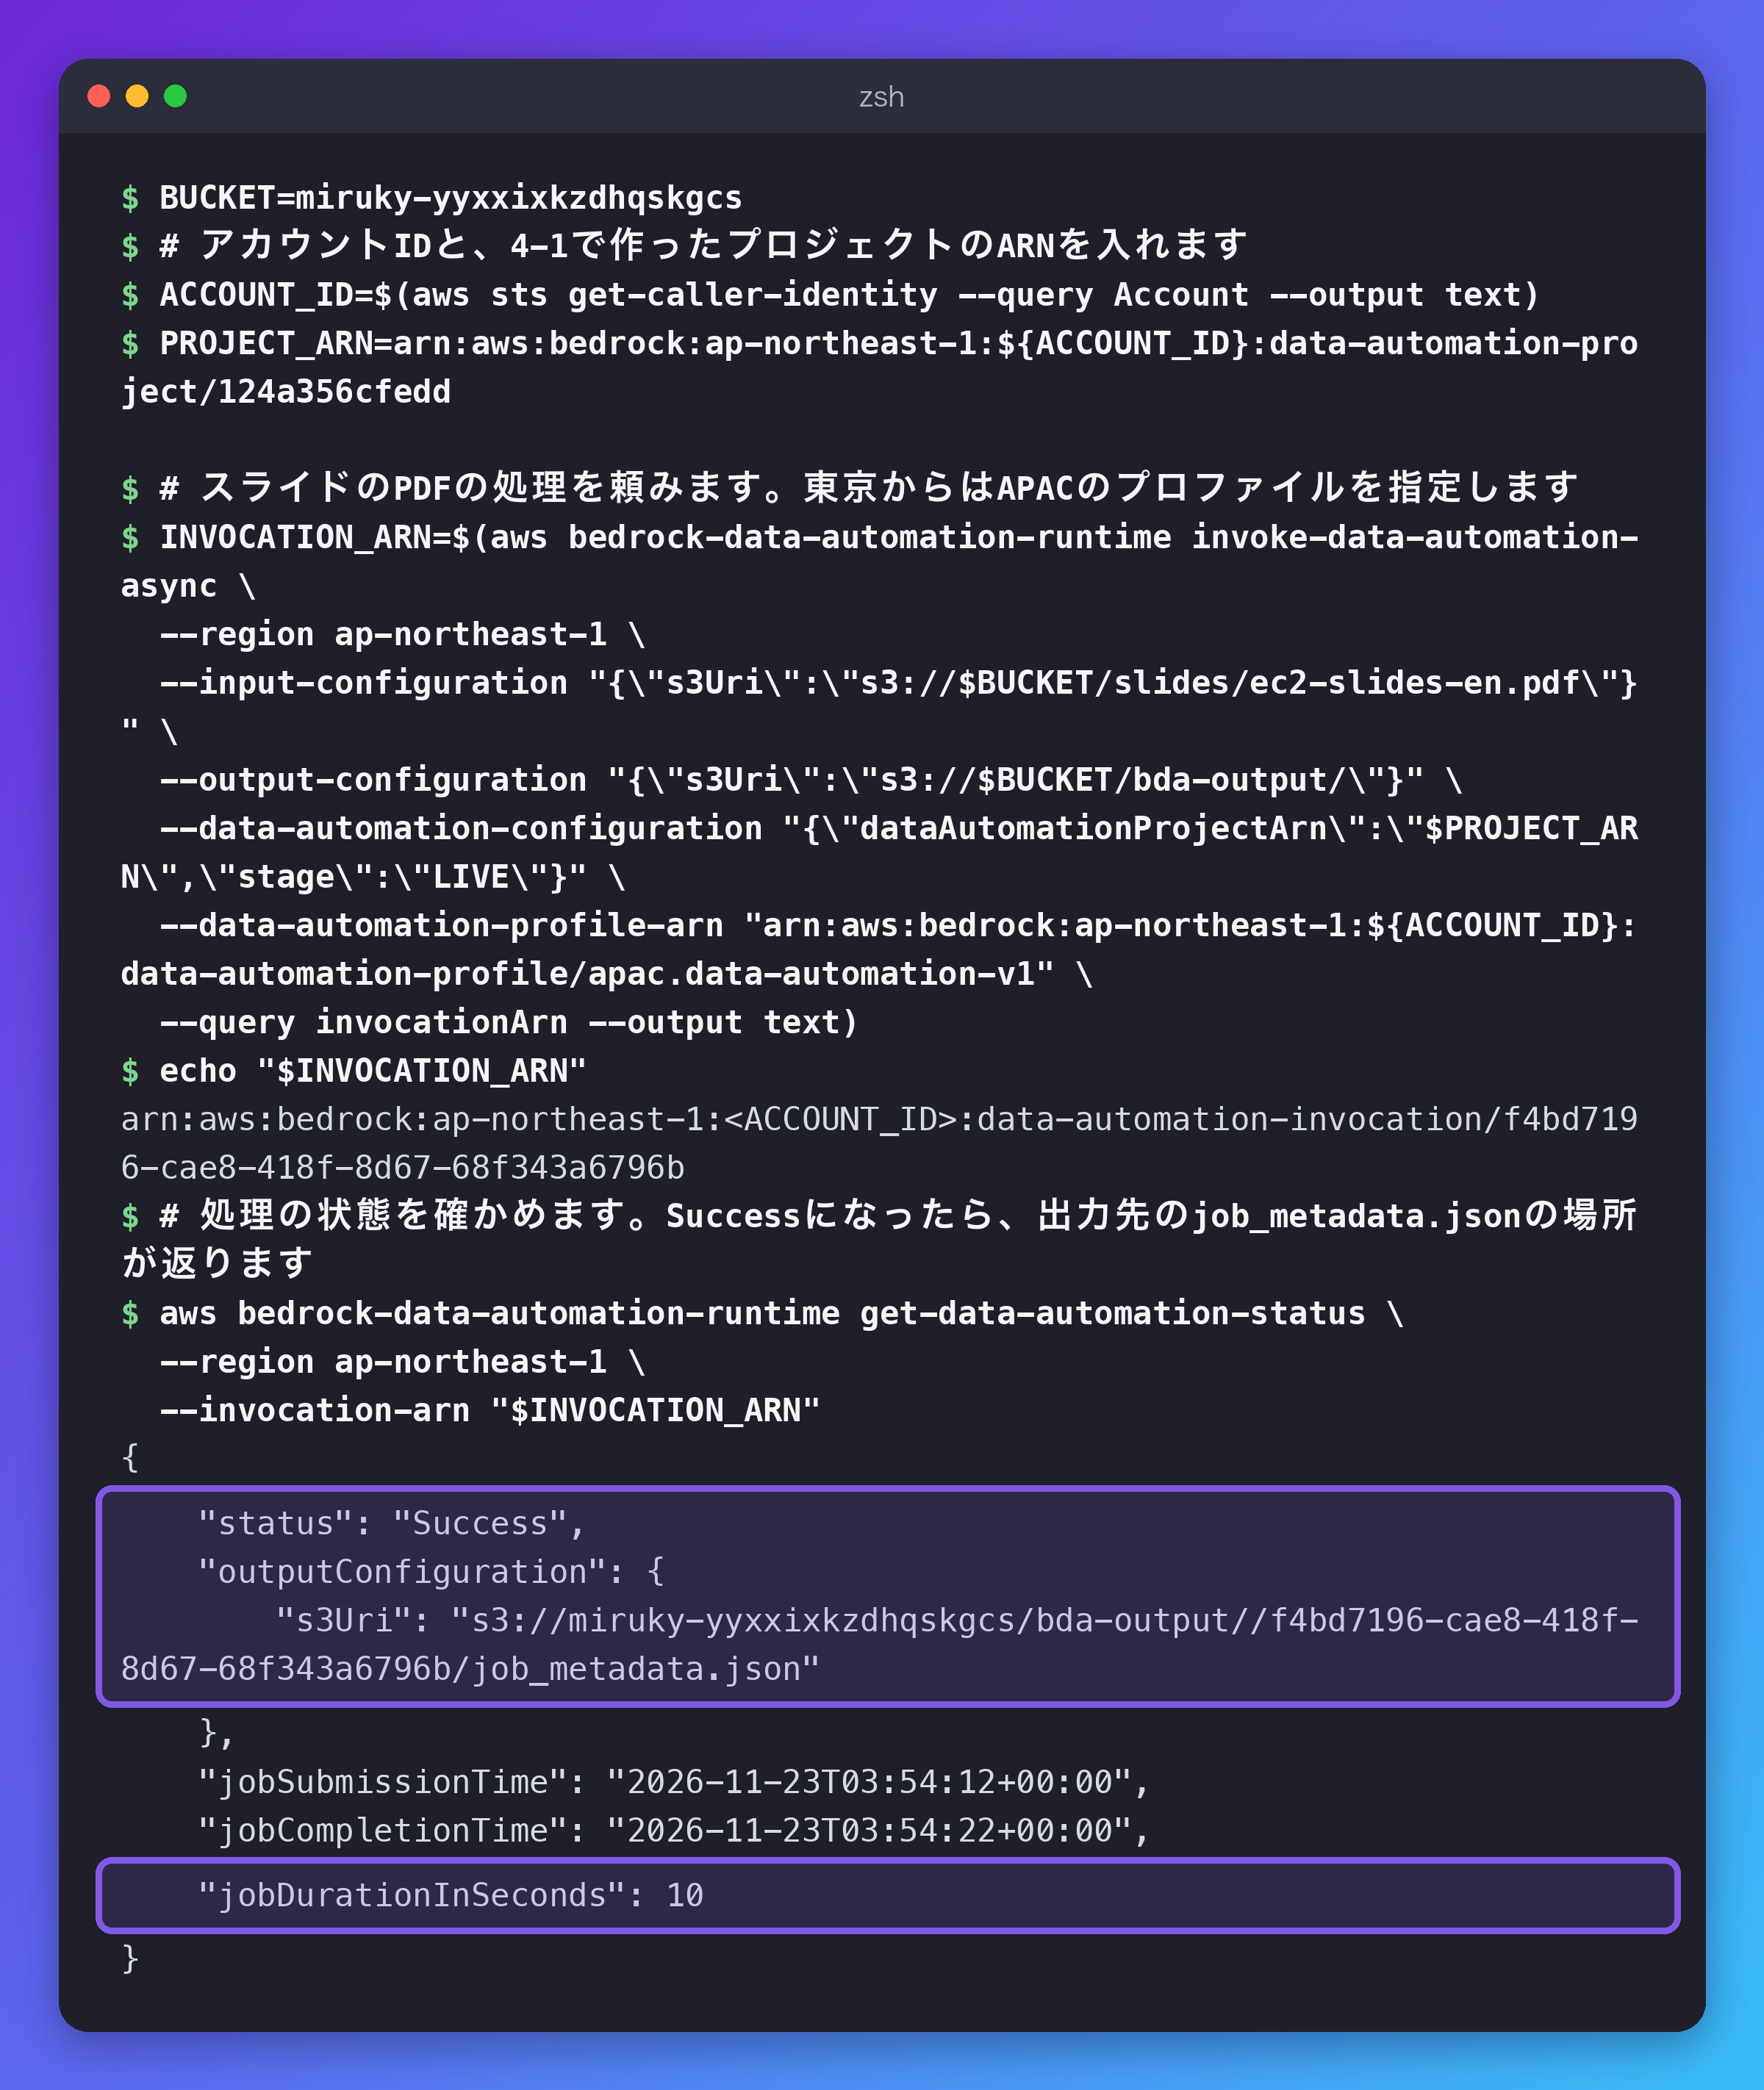 zsh
$ BUCKET=miruky-yyxxixkzdhqskgcs
$ # アカウントIDと、4-1で作ったプロジェクトのARNを入れます
$ ACCOUNT_ID=$(aws sts get-caller-identity --query Account --output text)
$ PROJECT_ARN=arn:aws:bedrock:ap-northeast-1:${ACCOUNT_ID}:data-automation-pro
ject/124a356cfedd
$ # スライドのPDFの処理を頼みます。東京からはAPACのプロファイルを指定します
$ INVOCATION_ARN=$(aws bedrock-data-automation-runtime invoke-data-automation-
async \
  --region ap-northeast-1 \
  --input-configuration "{\"s3Uri\":\"s3://$BUCKET/slides/ec2-slides-en.pdf\"}
" \
  --output-configuration "{\"s3Uri\":\"s3://$BUCKET/bda-output/\"}" \
  --data-automation-configuration "{\"dataAutomationProjectArn\":\"$PROJECT_AR
N\",\"stage\":\"LIVE\"}" \
  --data-automation-profile-arn "arn:aws:bedrock:ap-northeast-1:${ACCOUNT_ID}:
data-automation-profile/apac.data-automation-v1" \
  --query invocationArn --output text)
$ echo "$INVOCATION_ARN"
arn:aws:bedrock:ap-northeast-1:<ACCOUNT_ID>:data-automation-invocation/f4bd719
6-cae8-418f-8d67-68f343a6796b
$ # 処理の状態を確かめます。Successになったら、出力先のjob_metadata.jsonの場所
が返ります
$ aws bedrock-data-automation-runtime get-data-automation-status \
  --region ap-northeast-1 \
  --invocation-arn "$INVOCATION_ARN"
{
    "status": "Success",
    "outputConfiguration": {
        "s3Uri": "s3://miruky-yyxxixkzdhqskgcs/bda-output//f4bd7196-cae8-418f-
8d67-68f343a6796b/job_metadata.json"
    },
    "jobSubmissionTime": "2026-11-23T03:54:12+00:00",
    "jobCompletionTime": "2026-11-23T03:54:22+00:00",
    "jobDurationInSeconds": 10
}